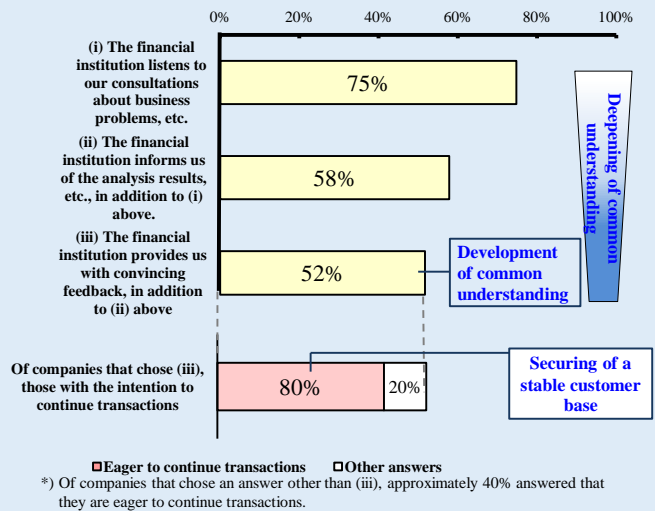 0% 20% 40% 60% 80% 100%
(i) The financial
institution listens to
our consultations
about business
problems, etc.
75%
(ii) The financial
institution informs us
of the analysis results,
etc., in addition to (i)
above.
58%
(iii) The financial
institution provides us
with convincing
feedback, in addition
to (ii) above
52%
Development
of common
understanding
Deepening of common
understanding
Of companies that chose (iii),
those with the intention to
continue transactions
80%
20%
Securing of a
stable customer
base
Eager to continue transactions Other answers
*) Of companies that chose an answer other than (iii), approximately 40% answered that
they are eager to continue transactions.